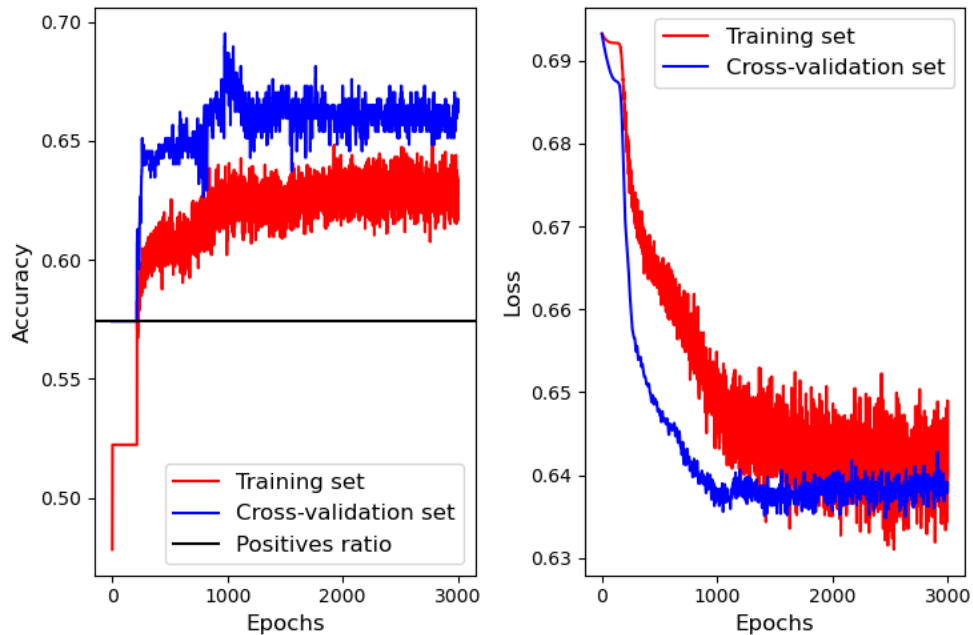 0.70
0.65
0.60
0.55
0.50
Accuracy
0
1000
2000
3000
Epochs
Training set
Cross-validation set
Positives ratio
0.69
0.68
0.67
0.66
0.65
0.64
0.63
Loss
0
1000
2000
3000
Epochs
Training set
Cross-validation set